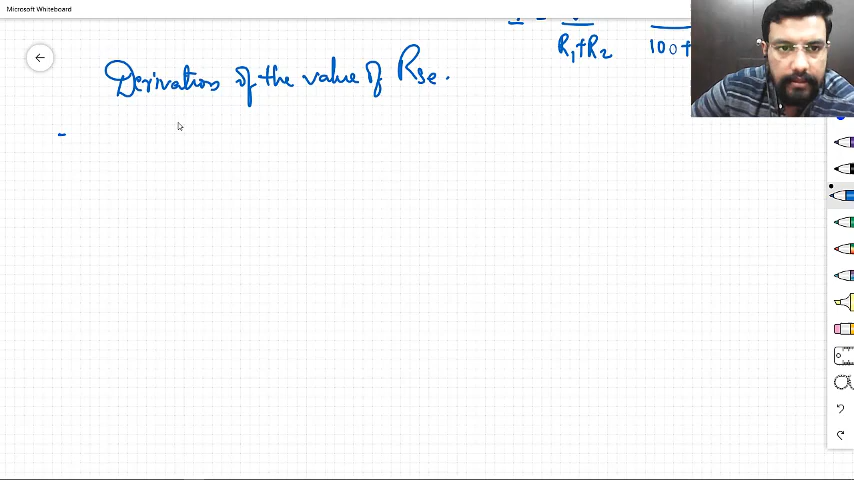 Microsoft Whiteboard
R1+R2
100+
Derivation of the value of Rse.